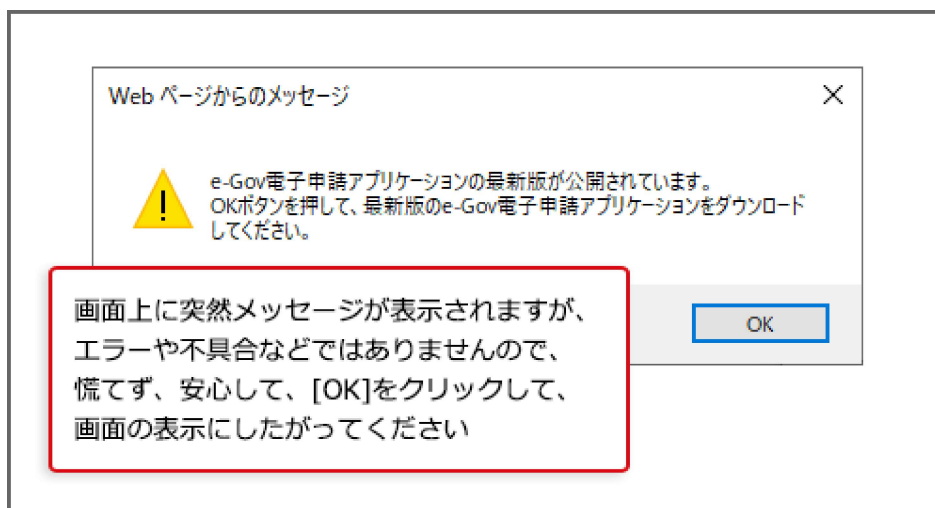 Web ページからのメッセージ
e-Gov電子申請アプリケーションの最新版が公開されています。
OKボタンを押して、最新版のe-Gov電子申請アプリケーションをダウンロード
してください。
OK
画面上に突然メッセージが表示されますが、
エラーや不具合などではありませんので、
慌てず、安心して、[OK]をクリックして、
画面の表示にしたがってください